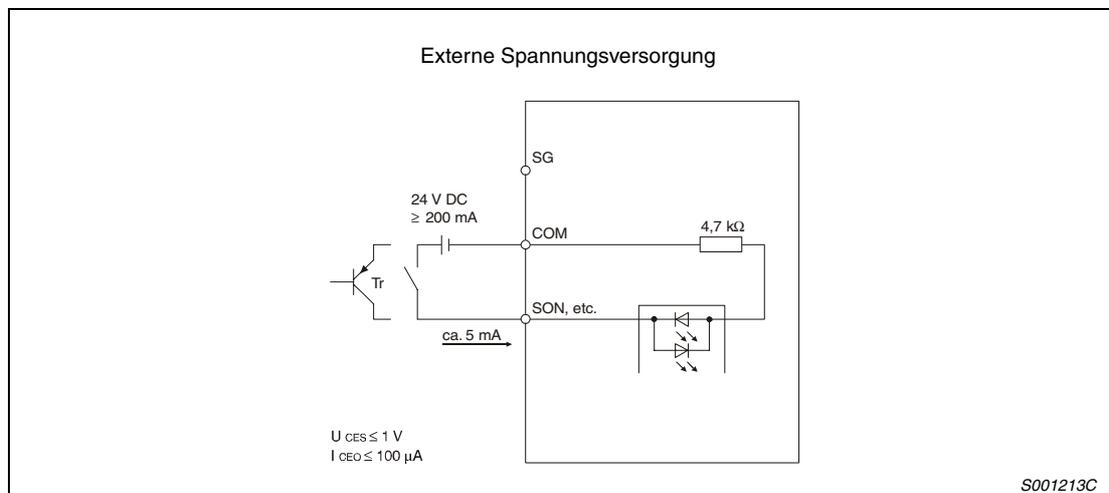 Externe Spannungsversorgung
SG
24 V DC
≥ 200 mA
COM
4,7 kΩ
Tr
SON, etc.
ca. 5 mA
U CES ≤ 1 V
I CEO ≤ 100 µA
S001213C